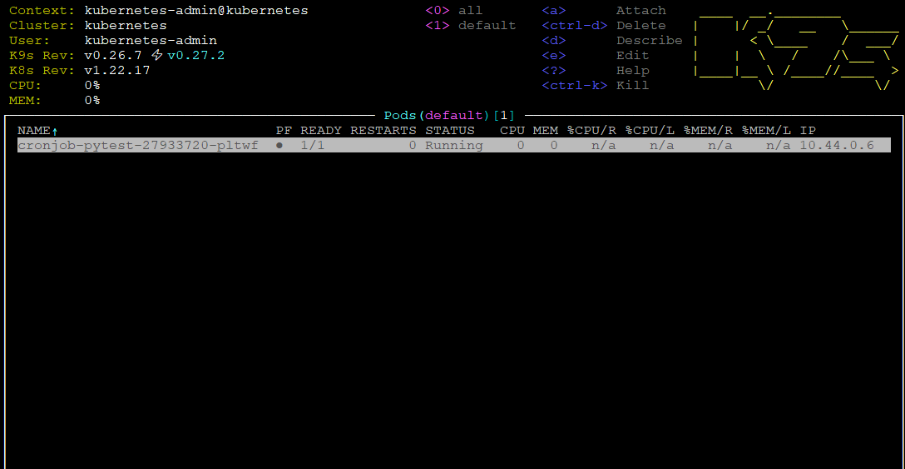 Context: kubernetes-admin@kubernetes <0> all <a> Attach
Cluster: kubernetes <1> default <ctrl-d> Delete
User: kubernetes-admin <d> Describe
K9s Rev: v0.26.7 ⚡v0.27.2 <e> Edit
K8s Rev: v1.22.17 <?> Help
CPU: 0% <ctrl-k> Kill
MEM: 0%
Pods(default)[1]
NAME↑ PF READY RESTARTS STATUS CPU MEM %CPU/R %CPU/L %MEM/R %MEM/L IP
cronjob-pytest-27933720-pltwf ● 1/1 0 Running 0 0 n/a n/a n/a n/a 10.44.0.6